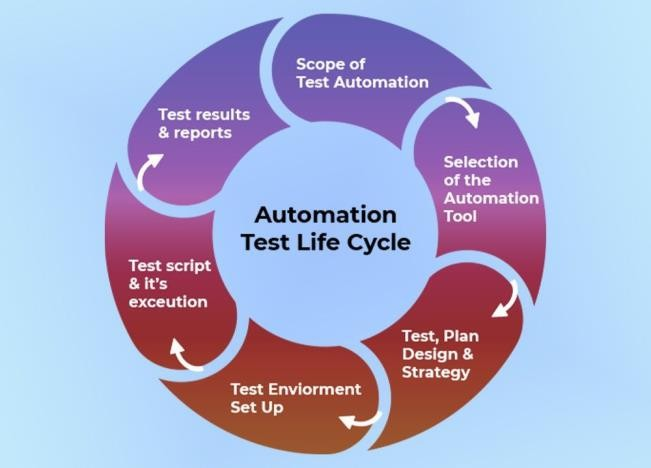 Scope of
Test Automation
Selection
of the
Automation
Tool
Test, Plan
Design &
Strategy
Test Enviorment
Set Up
Test script
& it's
exceution
Test results
& reports
Automation
Test Life Cycle